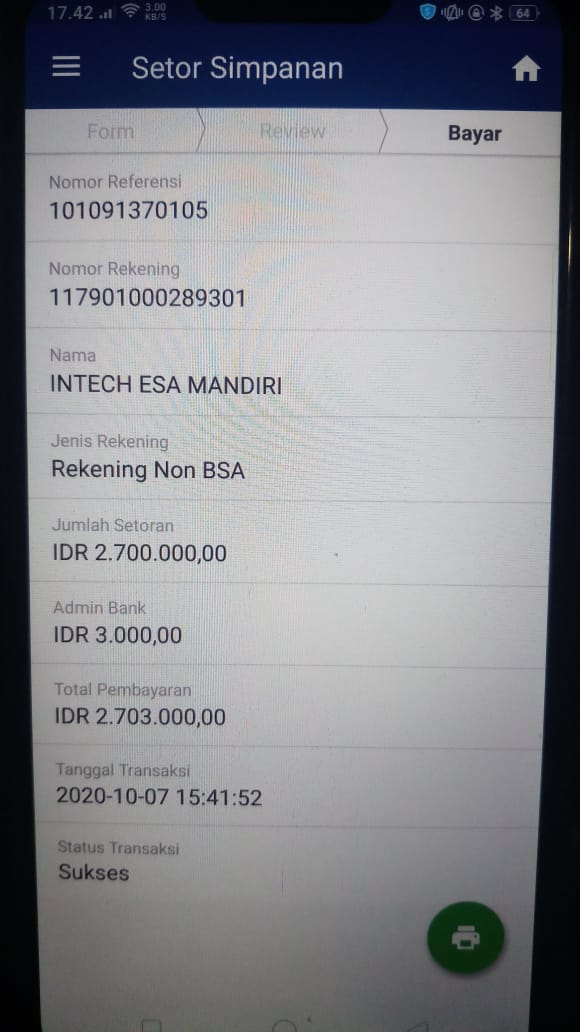 17.42
3.00
KB/S
64
Setor Simpanan
Form
Review
Bayar
Nomor Referensi
101091370105
Nomor Rekening
117901000289301
Nama
INTECH ESA MANDIRI
Jenis Rekening
Rekening Non BSA
Jumlah Setoran
IDR 2.700.000,00
Admin Bank
IDR 3.000,00
Total Pembayaran
IDR 2.703.000,00
Tanggal Transaksi
2020-10-07 15:41:52
Status Transaksi
Sukses